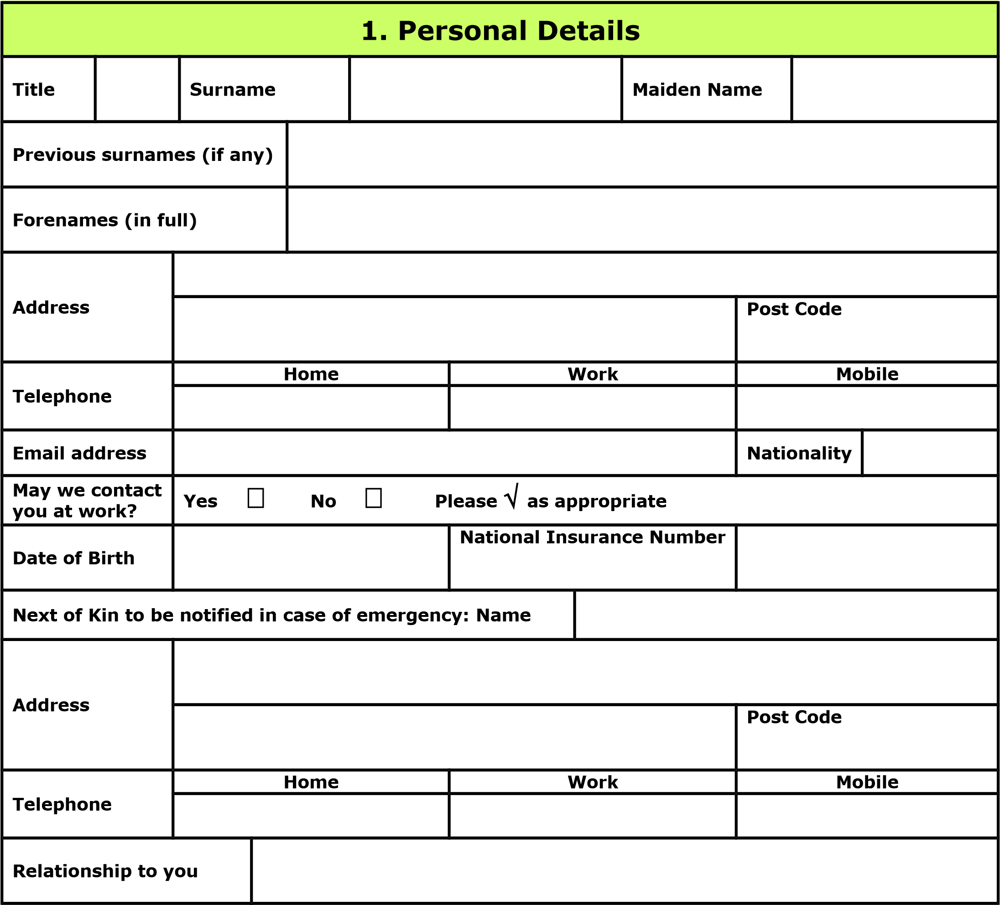 1. Personal Details
Title Surname Maiden Name
Previous surnames (if any)
Forenames (in full)
Address
Post Code
Telephone
Home Work Mobile
Email address Nationality
May we contact
you at work?
Yes □ No □ Please √ as appropriate
Date of Birth National Insurance Number
Next of Kin to be notified in case of emergency: Name
Address
Post Code
Telephone
Home Work Mobile
Relationship to you